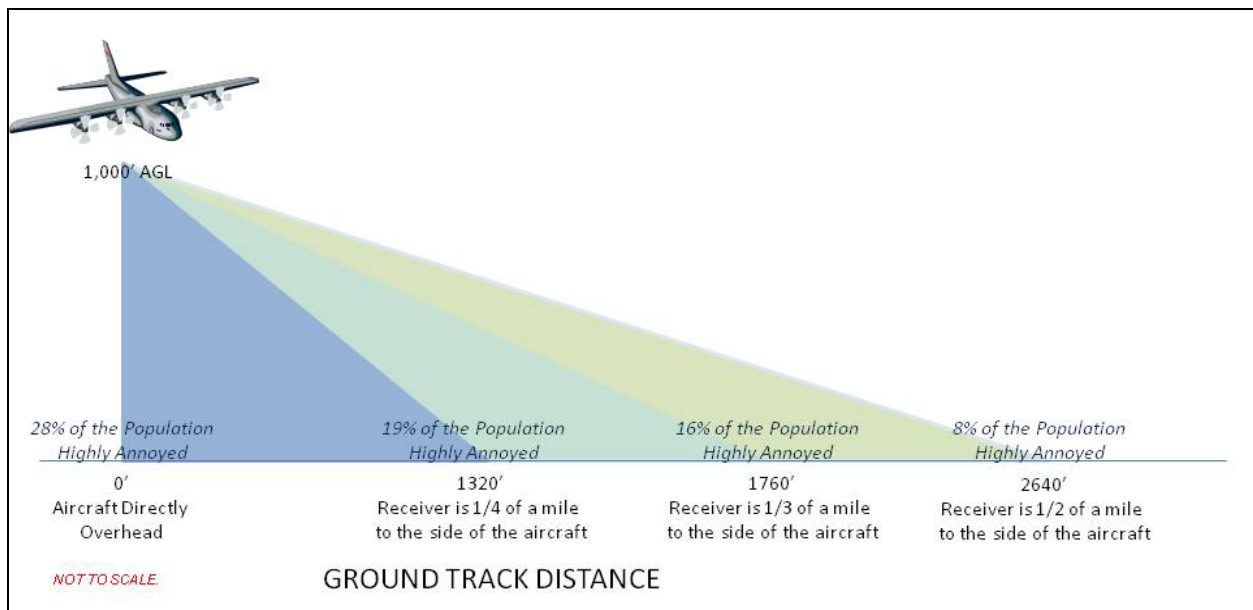 1,000’ AGL
28% of the Population
Highly Annoyed
19% of the Population
Highly Annoyed
16% of the Population
Highly Annoyed
8% of the Population
Highly Annoyed
0’
Aircraft Directly
Overhead
1320’
Receiver is 1/4 of a mile
to the side of the aircraft
1760’
Receiver is 1/3 of a mile
to the side of the aircraft
2640’
Receiver is 1/2 of a mile
to the side of the aircraft
NOT TO SCALE.
GROUND TRACK DISTANCE